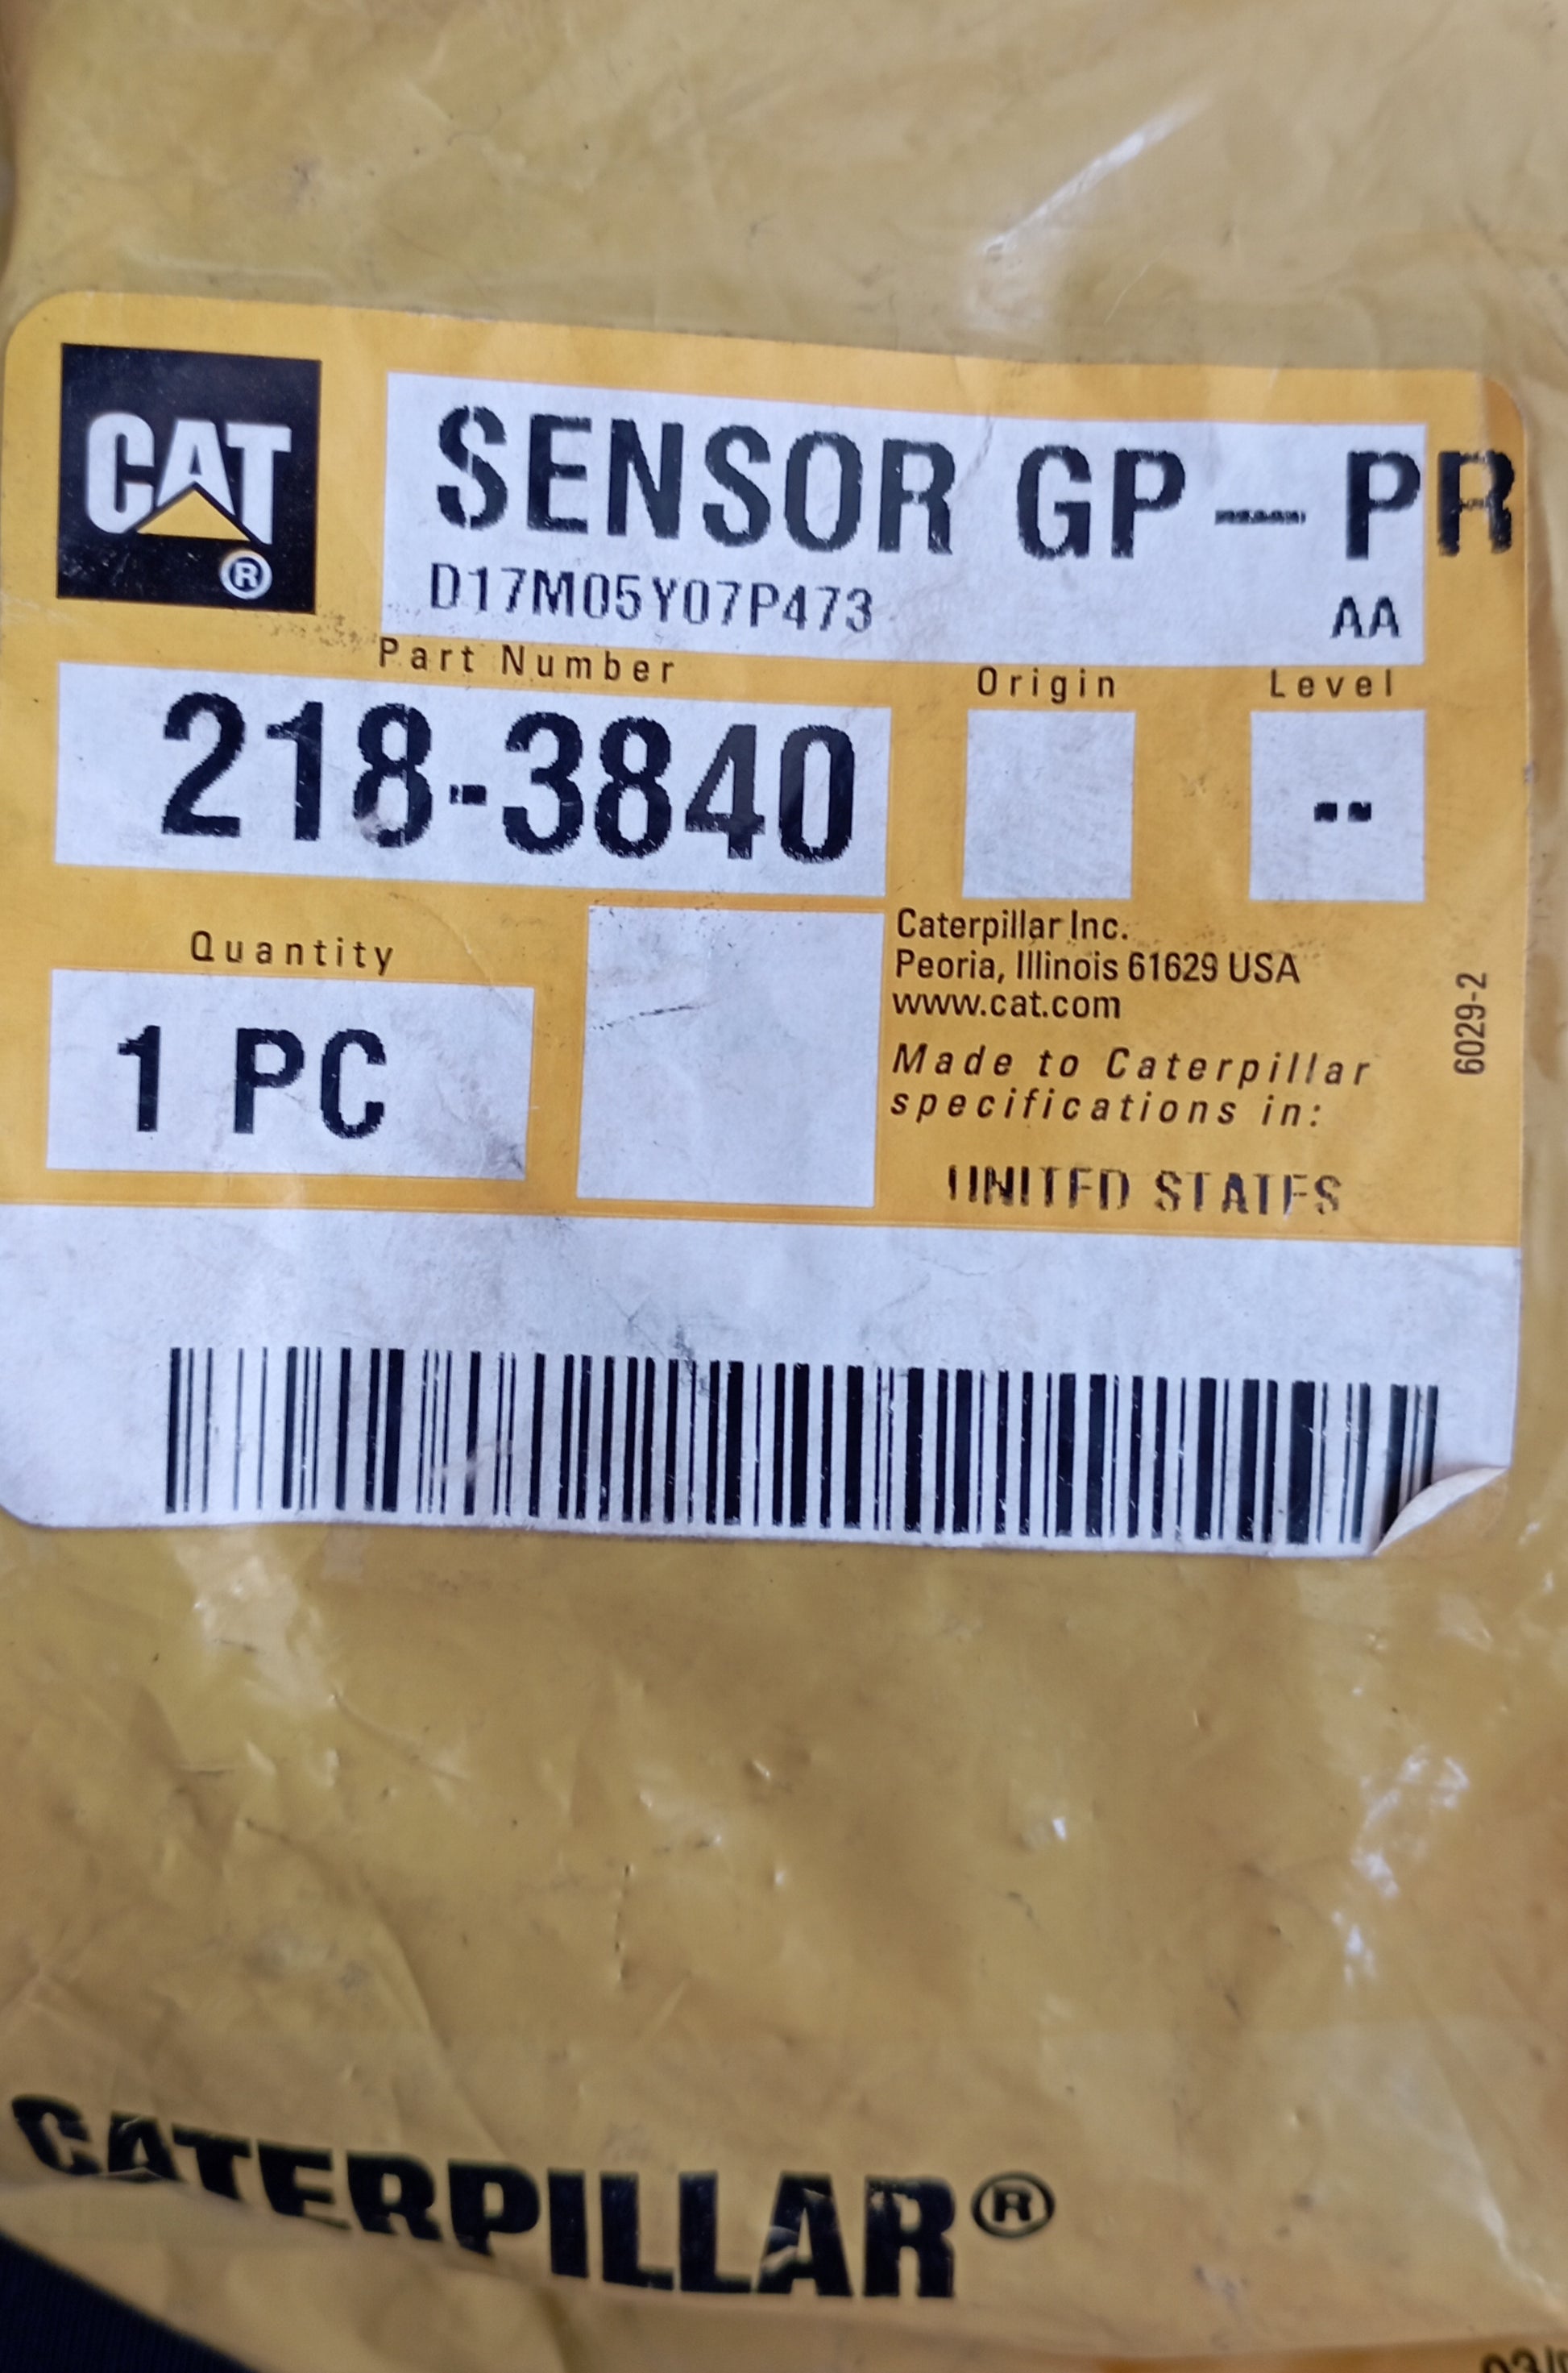 CAT
®
SENSOR GP-PR
D17M05Y07P473 AA
Part Number
Origin
Level
218-3840
--
Quantity
1 PC
Caterpillar Inc.
Peoria, Illinois 61629 USA
www.cat.com
Made to Caterpillar
specifications in:
UNITED STATES
6029-2
CATERPILLAR®